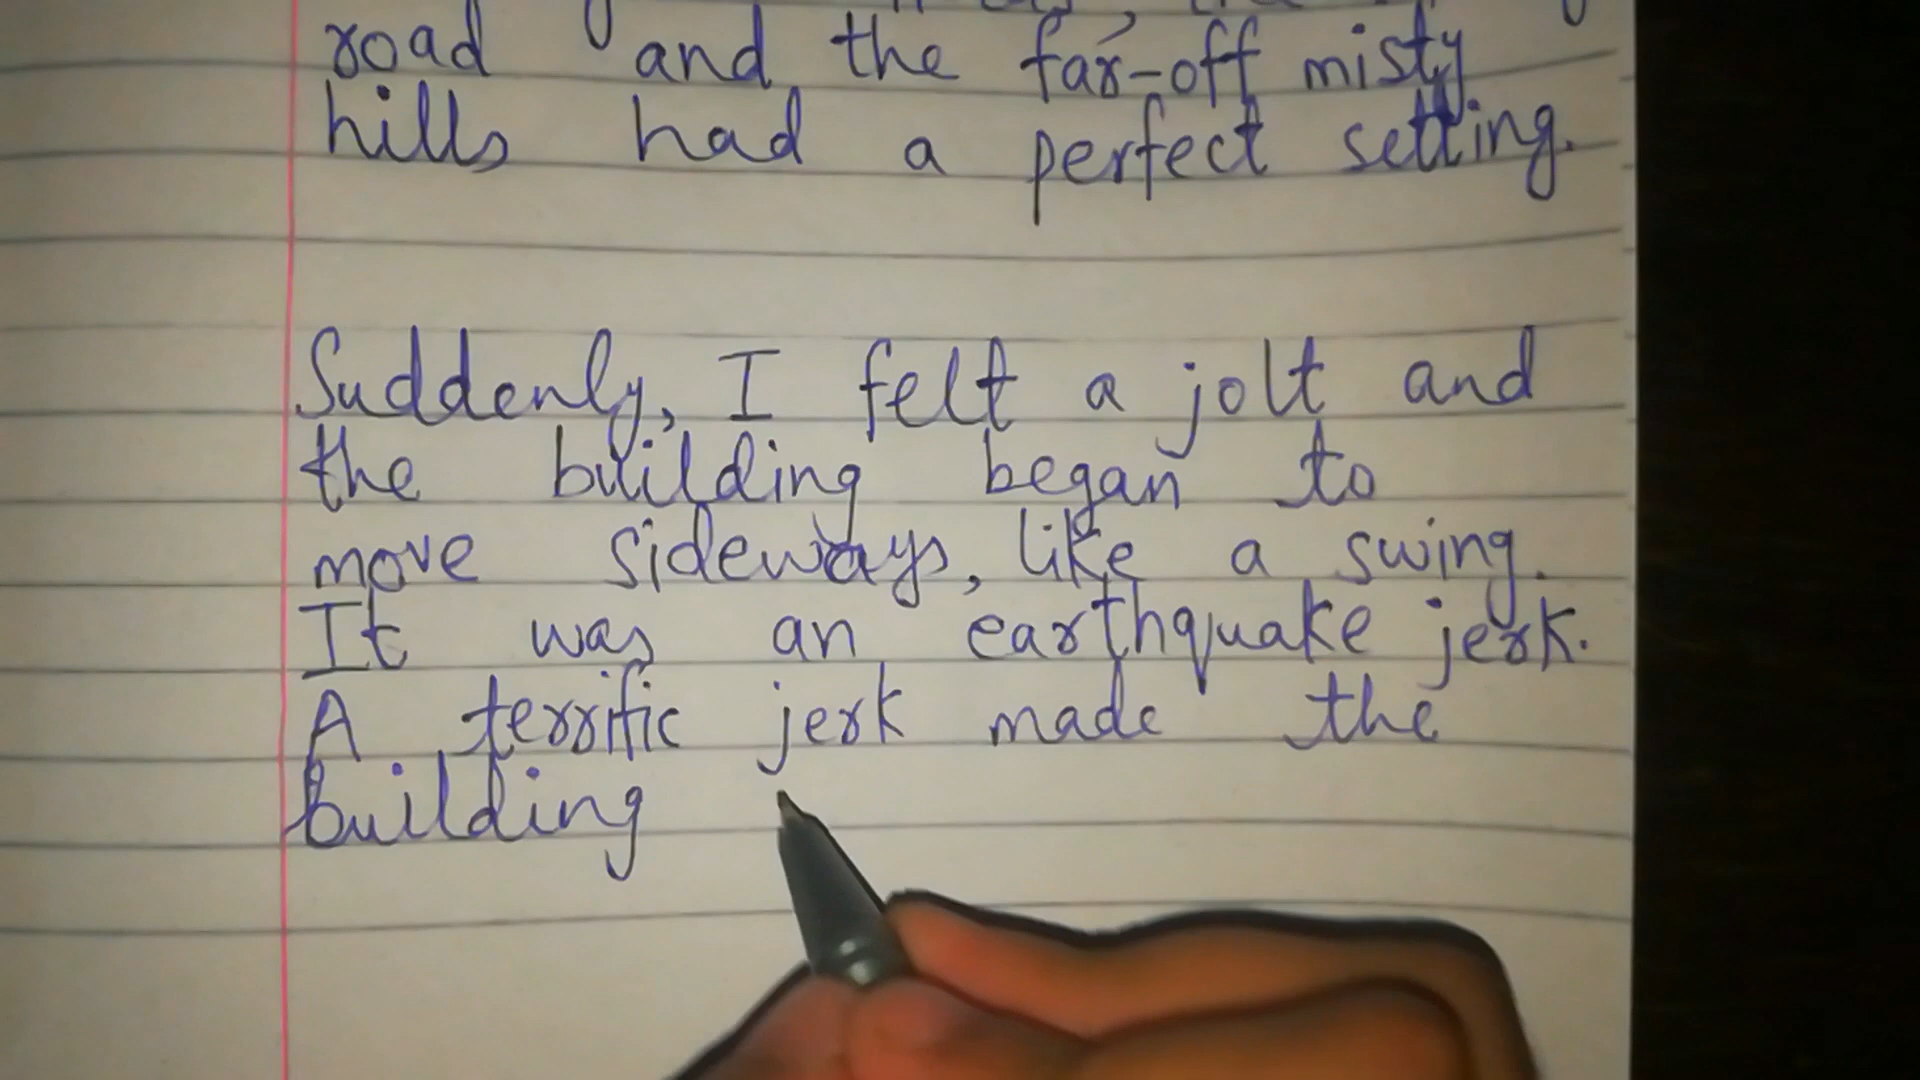 road and the far-off misty
hills had a perfect setting.
Suddenly, I felt a jolt and
the building began to
move sideways, like a swing.
It was an earthquake jerk.
A terrific jerk made the
building